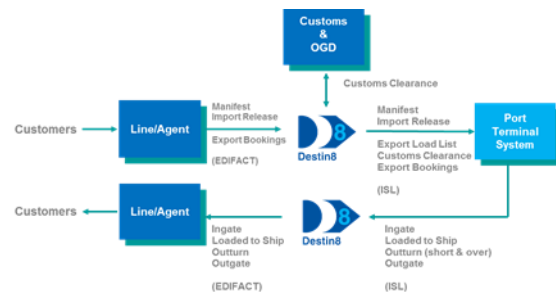 Customs
&
OGD
Customs Clearance
Customers
Line/Agent
Manifest
Import Release
Export Bookings
(EDIFACT)
8
Destin8
Manifest
Import Release
Export Load List
Customs Clearance
Export Bookings
(ISL)
Port
Terminal
System
Customers
Line/Agent
Ingate
Loaded to Ship
Outturn
Outgate
(EDIFACT)
8
Destin8
Ingate
Loaded to Ship
Outturn (short & over)
Outgate
(ISL)